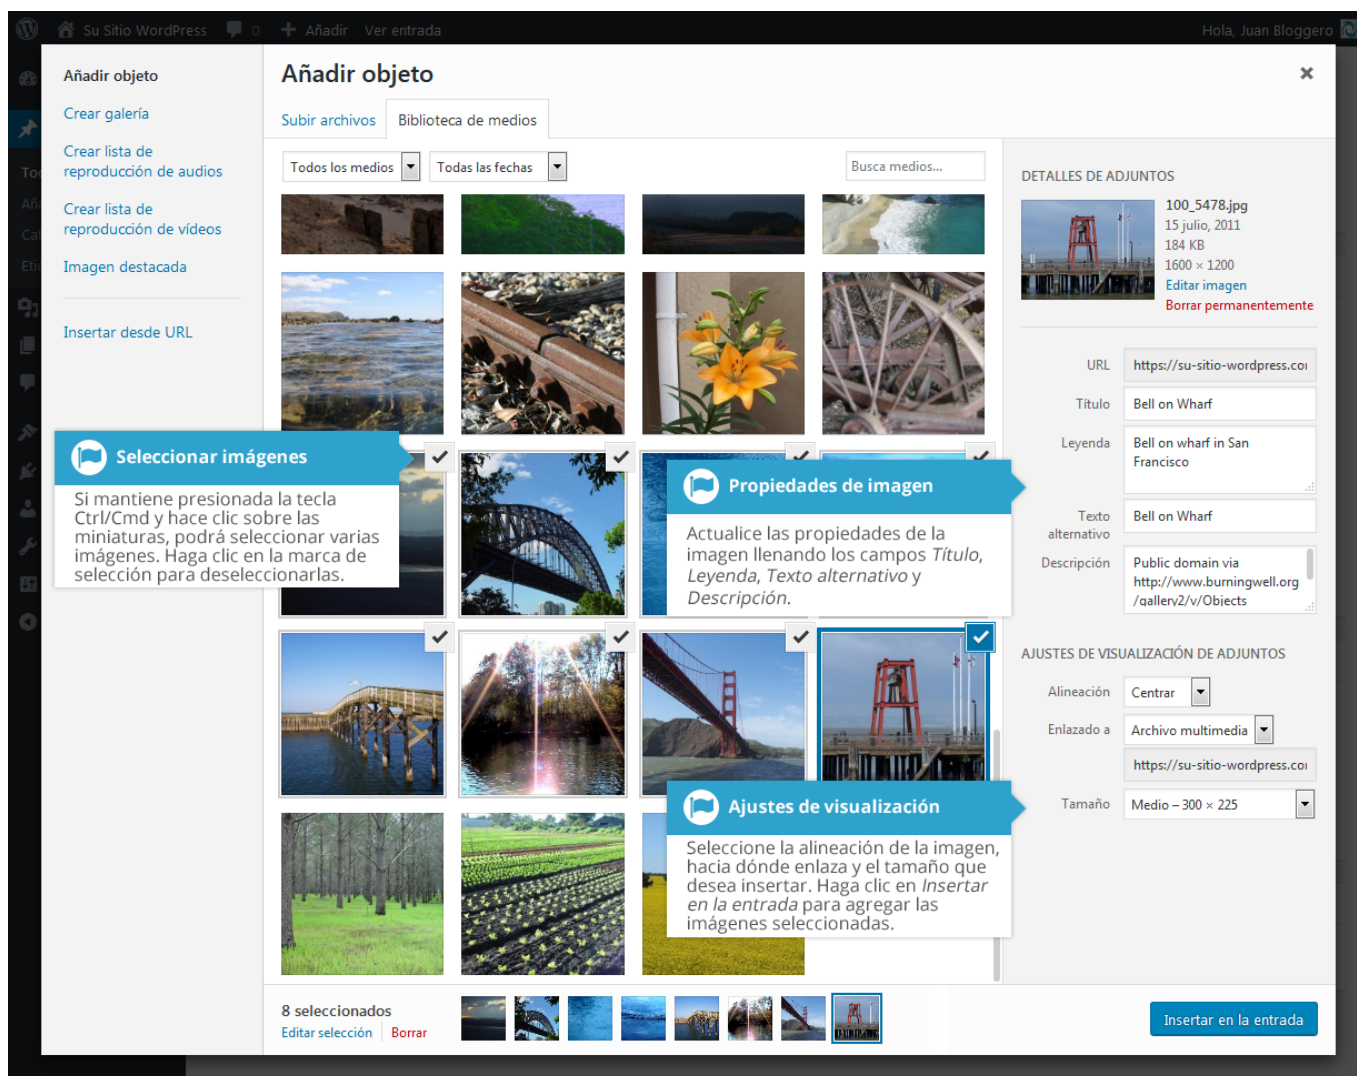 Su Sitio WordPress 0 Añadir Ver entrada
Hola, Juan Bloggero
Añadir objeto
Crear galería
Crear lista de
reproducción de audios
Crear lista de
reproducción de vídeos
Imagen destacada
Insertar desde URL
Añadir objeto
Subir archivos
Biblioteca de medios
Todos los medios
Todas las fechas
Busca medios...
Seleccionar imágenes
Si mantiene presionada la tecla
Ctrl/Cmd y hace clic sobre las
miniaturas, podrá seleccionar varias
imágenes. Haga clic en la marca de
selección para deseleccionarlas.
Propiedades de imagen
Actualice las propiedades de la
imagen llenando los campos Título,
Leyenda, Texto alternativo y
Descripción.
Ajustes de visualización
Seleccione la alineación de la imagen,
hacia dónde enlaza y el tamaño que
desea insertar. Haga clic en Insertar
en la entrada para agregar las
imágenes seleccionadas.
DETALLES DE ADJUNTOS
100_5478.jpg
15 julio, 2011
184 KB
1600 × 1200
Editar imagen
Borrar permanentemente
URL https://su-sitio-wordpress.co
Título Bell on Wharf
Leyenda Bell on wharf in San
Francisco
Texto
alternativo
Bell on Wharf
Descripción Public domain via
http://www.burningwell.org
/gallery2/v/Objects
AJUSTES DE VISUALIZACIÓN DE ADJUNTOS
Alineación Centrar
Enlazado a Archivo multimedia
https://su-sitio-wordpress.co
Tamaño Medio – 300 × 225
8 seleccionados
Editar selección Borrar
Insertar en la entrada